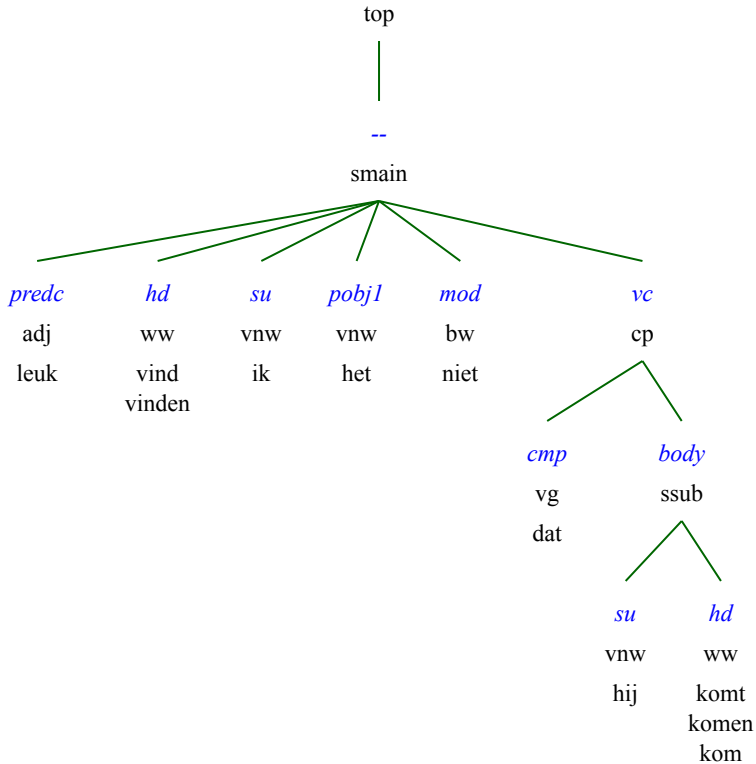 top
--
smain
predc hd su pobj1 mod vc
adj ww vnw vnw bw cp
leuk vind ik het niet
vinden
cmp body
vg ssub
dat
su hd
vnw ww
hij komt
komen
kom